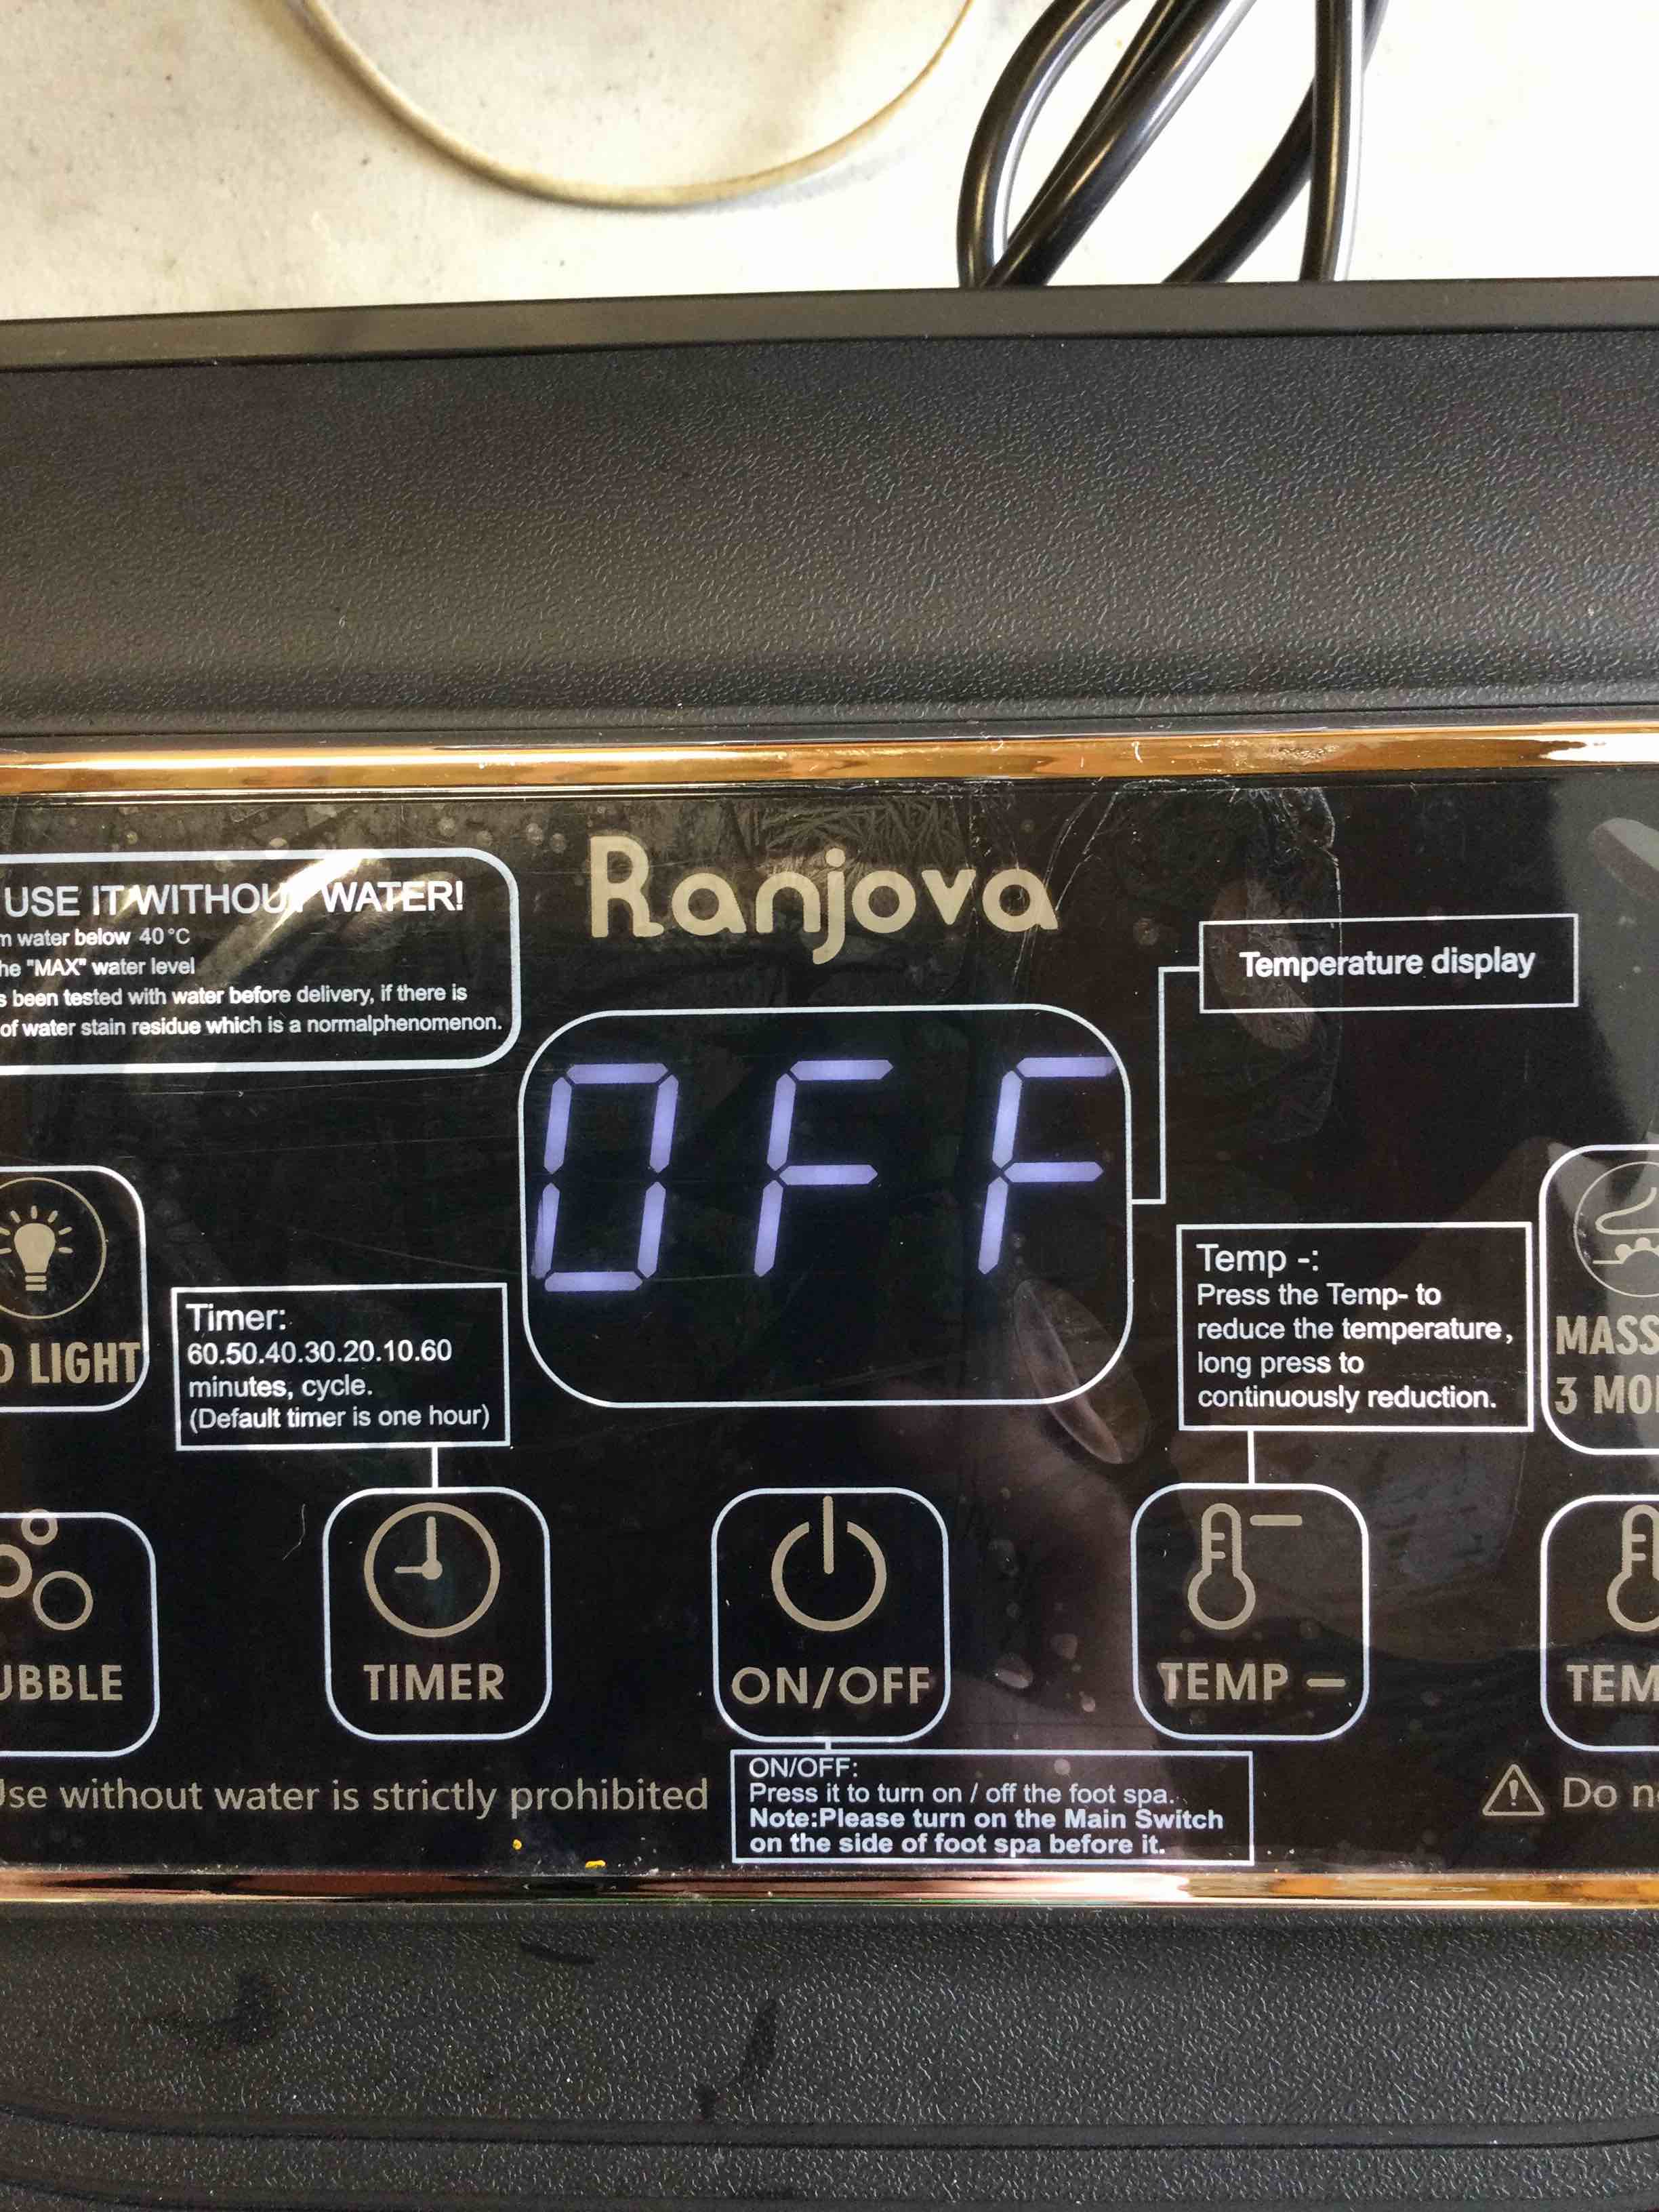 USE IT WITHOUT WATER!
water below 40°C
"MAX" water level
been tested with water before delivery, if there is
of water stain residue which is a normalphenomenon.
Ranjova
Temperature display
OFF
LIGHT
Timer:
60.50.40.30.20.10.60
minutes, cycle.
(Default timer is one hour)
Temp -:
Press the Temp- to
reduce the temperature,
long press to
continuously reduction.
MASS
3 MO
UBBLE
TIMER
ON/OFF
TEMP –
TEM
Use without water is strictly prohibited
ON/OFF:
Press it to turn on / off the foot spa.
Note:Please turn on the Main Switch
on the side of foot spa before it.
Do n